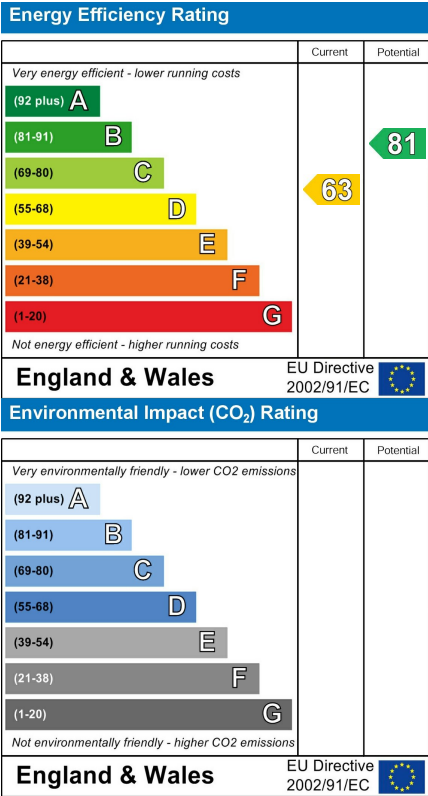 Energy Efficiency Rating
Current Potential
Very energy efficient - lower running costs
(92 plus) A
(81-91) B
81
(69-80) C
63
(55-68) D
(39-54) E
(21-38) F
(1-20) G
Not energy efficient - higher running costs
England & Wales
EU Directive
2002/91/EC
Environmental Impact (CO₂) Rating
Current Potential
Very environmentally friendly - lower CO2 emissions
(92 plus) A
(81-91) B
(69-80) C
(55-68) D
(39-54) E
(21-38) F
(1-20) G
Not environmentally friendly - higher CO2 emissions
England & Wales
EU Directive
2002/91/EC